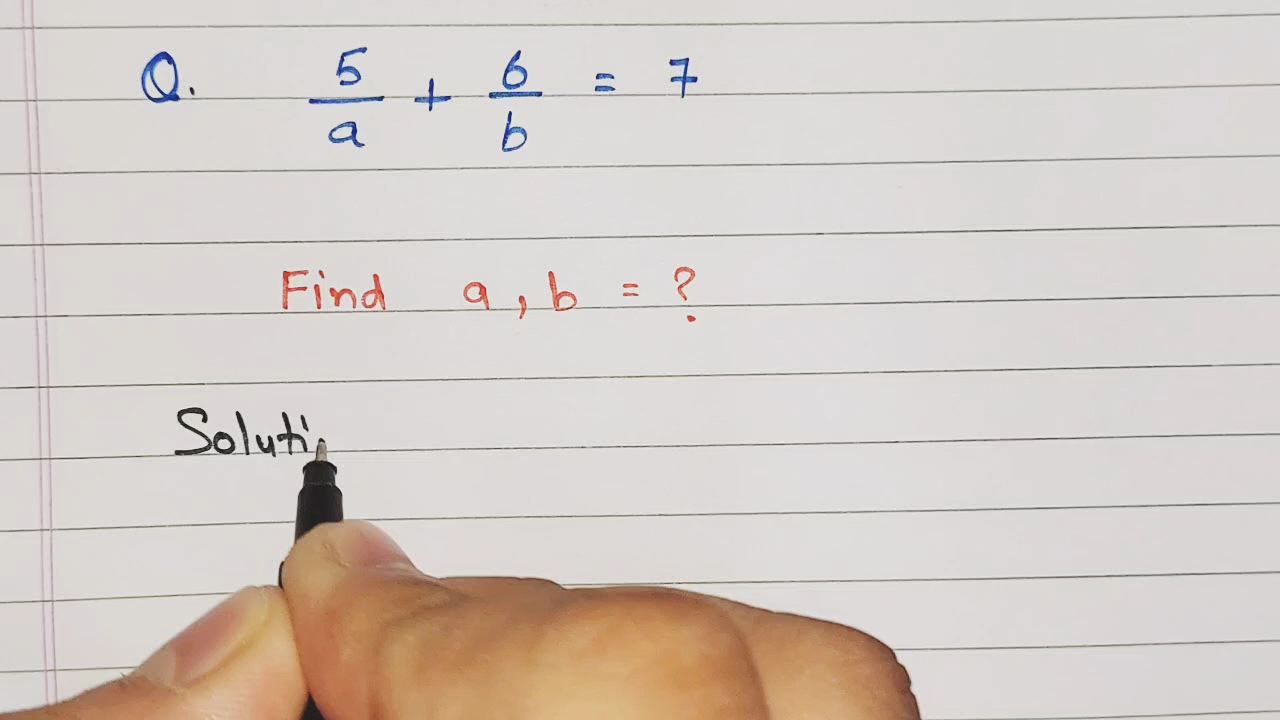 Q. 5/a + 6/b = 7
Find a, b = ?
Soluti